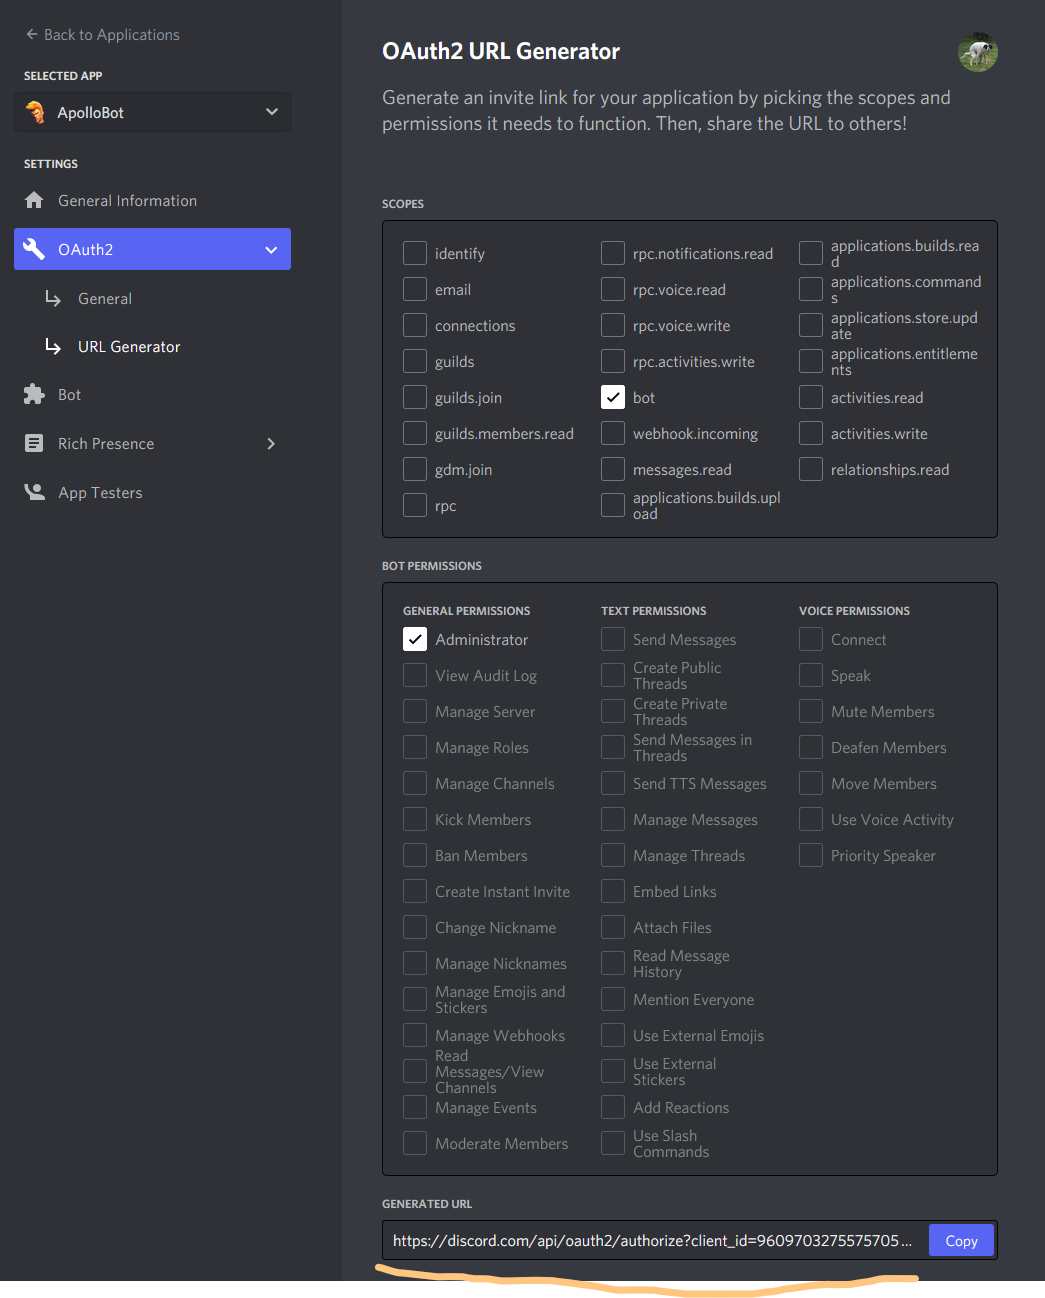 Back to Applications
SELECTED APP
ApolloBot
SETTINGS
General Information
OAuth2
General
URL Generator
Bot
Rich Presence
App Testers
OAuth2 URL Generator
Generate an invite link for your application by picking the scopes and
permissions it needs to function. Then, share the URL to others!
SCOPES
identify
email
connections
guilds
guilds.join
guilds.members.read
gdm.join
rpc
rpc.notifications.read
rpc.voice.read
rpc.voice.write
rpc.activities.write
bot
webhook.incoming
messages.read
applications.builds.upl
oad
applications.builds.rea
d
applications.command
s
applications.store.upd
ate
applications.entitleme
nts
activities.read
activities.write
relationships.read
BOT PERMISSIONS
GENERAL PERMISSIONS
Administrator
View Audit Log
Manage Server
Manage Roles
Manage Channels
Kick Members
Ban Members
Create Instant Invite
Change Nickname
Manage Nicknames
Manage Emojis and
Stickers
Manage Webhooks
Read
Messages/View
Channels
Manage Events
Moderate Members
TEXT PERMISSIONS
Send Messages
Create Public
Threads
Create Private
Threads
Send Messages in
Threads
Send TTS Messages
Manage Messages
Manage Threads
Embed Links
Attach Files
Read Message
History
Mention Everyone
Use External Emojis
Use External
Stickers
Add Reactions
Use Slash
Commands
VOICE PERMISSIONS
Connect
Speak
Mute Members
Deafen Members
Move Members
Use Voice Activity
Priority Speaker
GENERATED URL
https://discord.com/api/oauth2/authorize?client_id=9609703275575705...
Copy